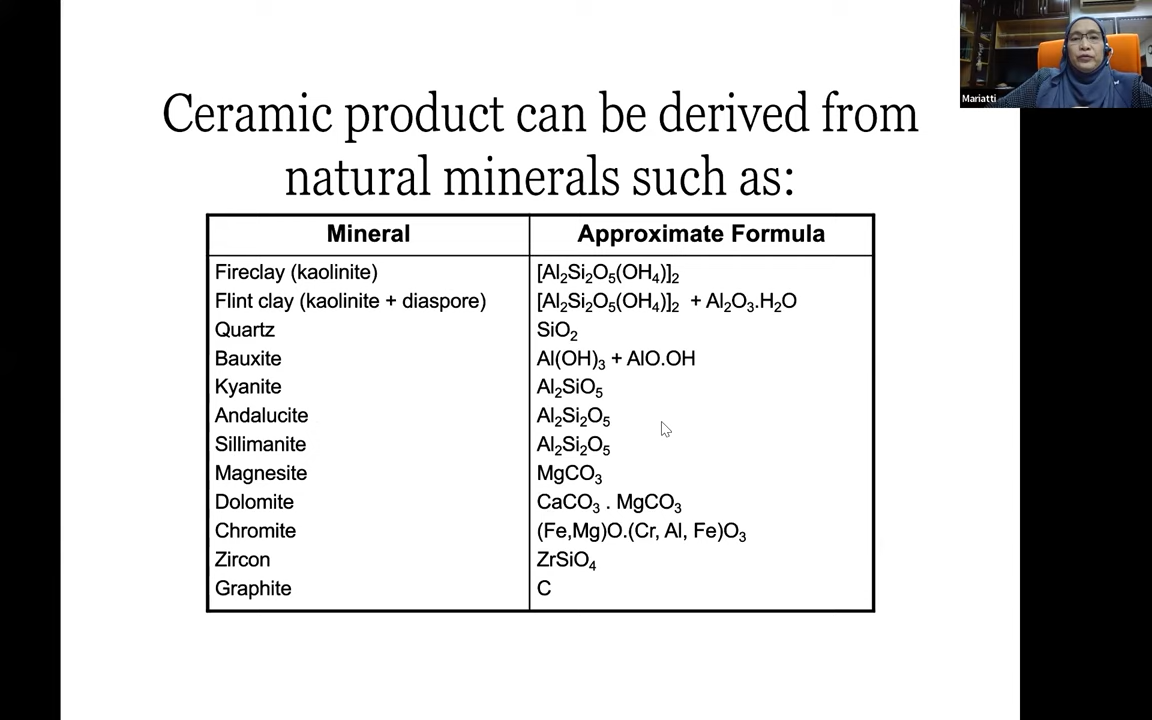 Mariatti
Ceramic product can be derived from
natural minerals such as:
Mineral Approximate Formula
Fireclay (kaolinite) [Al₂Si₂O₅(OH₄)]₂
Flint clay (kaolinite + diaspore) [Al₂Si₂O₅(OH₄)]₂ + Al₂O₃.H₂O
Quartz SiO₂
Bauxite Al(OH)₃ + AlO.OH
Kyanite Al₂SiO₅
Andalucite Al₂Si₂O₅
Sillimanite Al₂Si₂O₅
Magnesite MgCO₃
Dolomite CaCO₃ . MgCO₃
Chromite (Fe,Mg)O.(Cr, Al, Fe)O₃
Zircon ZrSiO₄
Graphite C